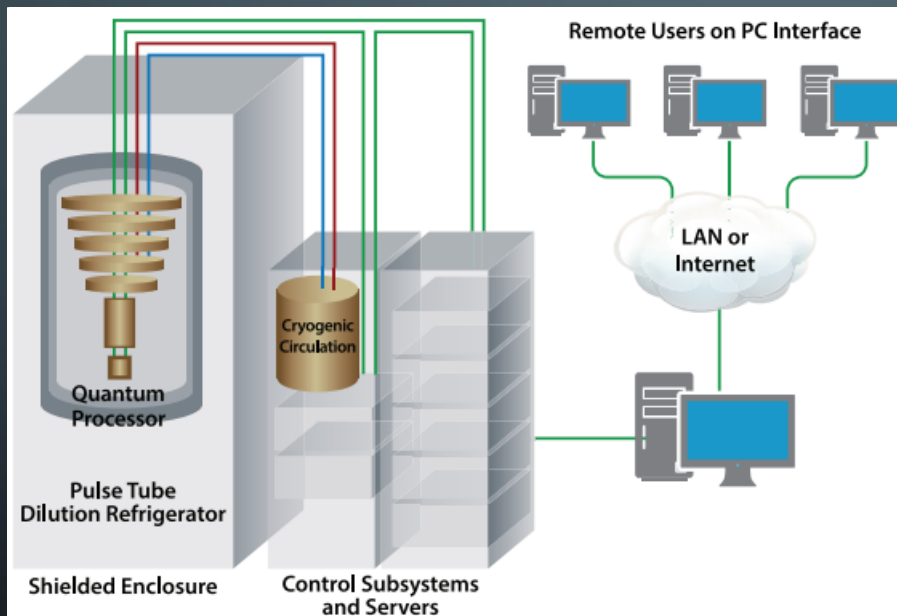 Remote Users on PC Interface
LAN or
Internet
Cryogenic
Circulation
Quantum
Processor
Pulse Tube
Dilution Refrigerator
Shielded Enclosure
Control Subsystems
and Servers